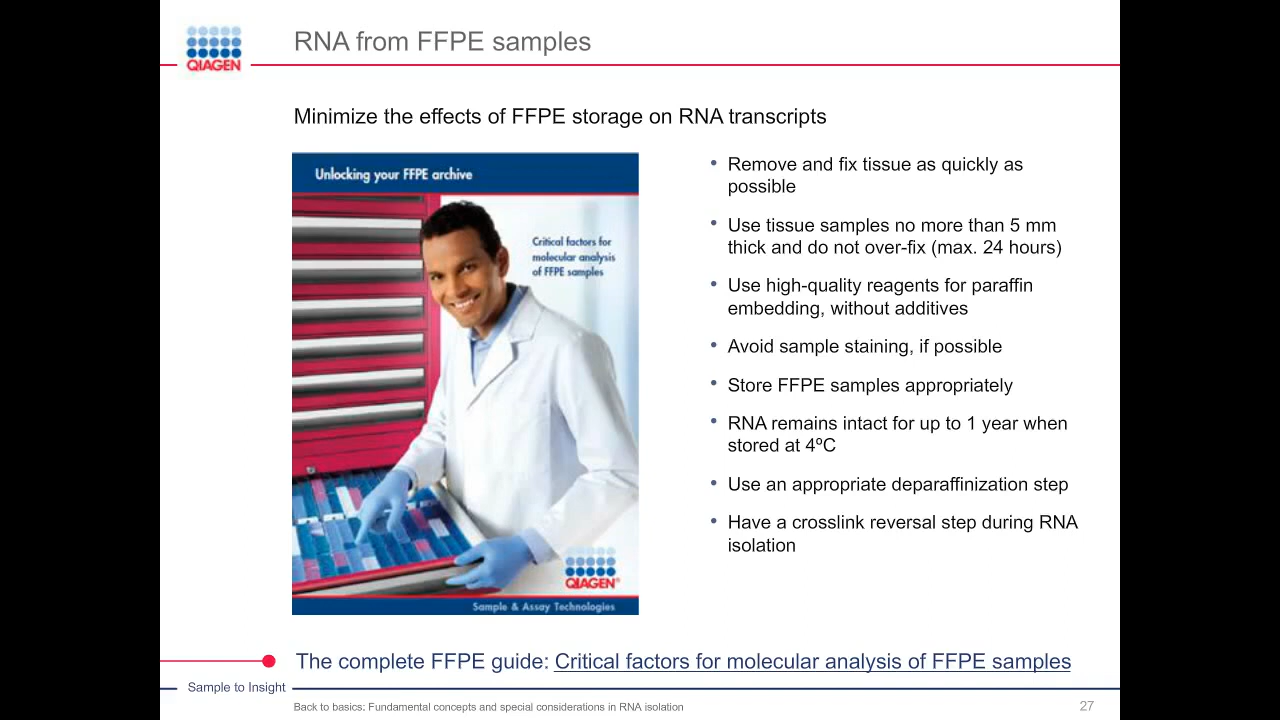 QIAGEN
RNA from FFPE samples
Minimize the effects of FFPE storage on RNA transcripts
Unlocking your FFPE archive
Critical factors for
molecular analysis
of FFPE samples
QIAGEN®
Sample & Assay Technologies
• Remove and fix tissue as quickly as
possible
• Use tissue samples no more than 5 mm
thick and do not over-fix (max. 24 hours)
• Use high-quality reagents for paraffin
embedding, without additives
• Avoid sample staining, if possible
• Store FFPE samples appropriately
• RNA remains intact for up to 1 year when
stored at 4ºC
• Use an appropriate deparaffinization step
• Have a crosslink reversal step during RNA
isolation
The complete FFPE guide: Critical factors for molecular analysis of FFPE samples
Sample to Insight
Back to basics: Fundamental concepts and special considerations in RNA isolation
27